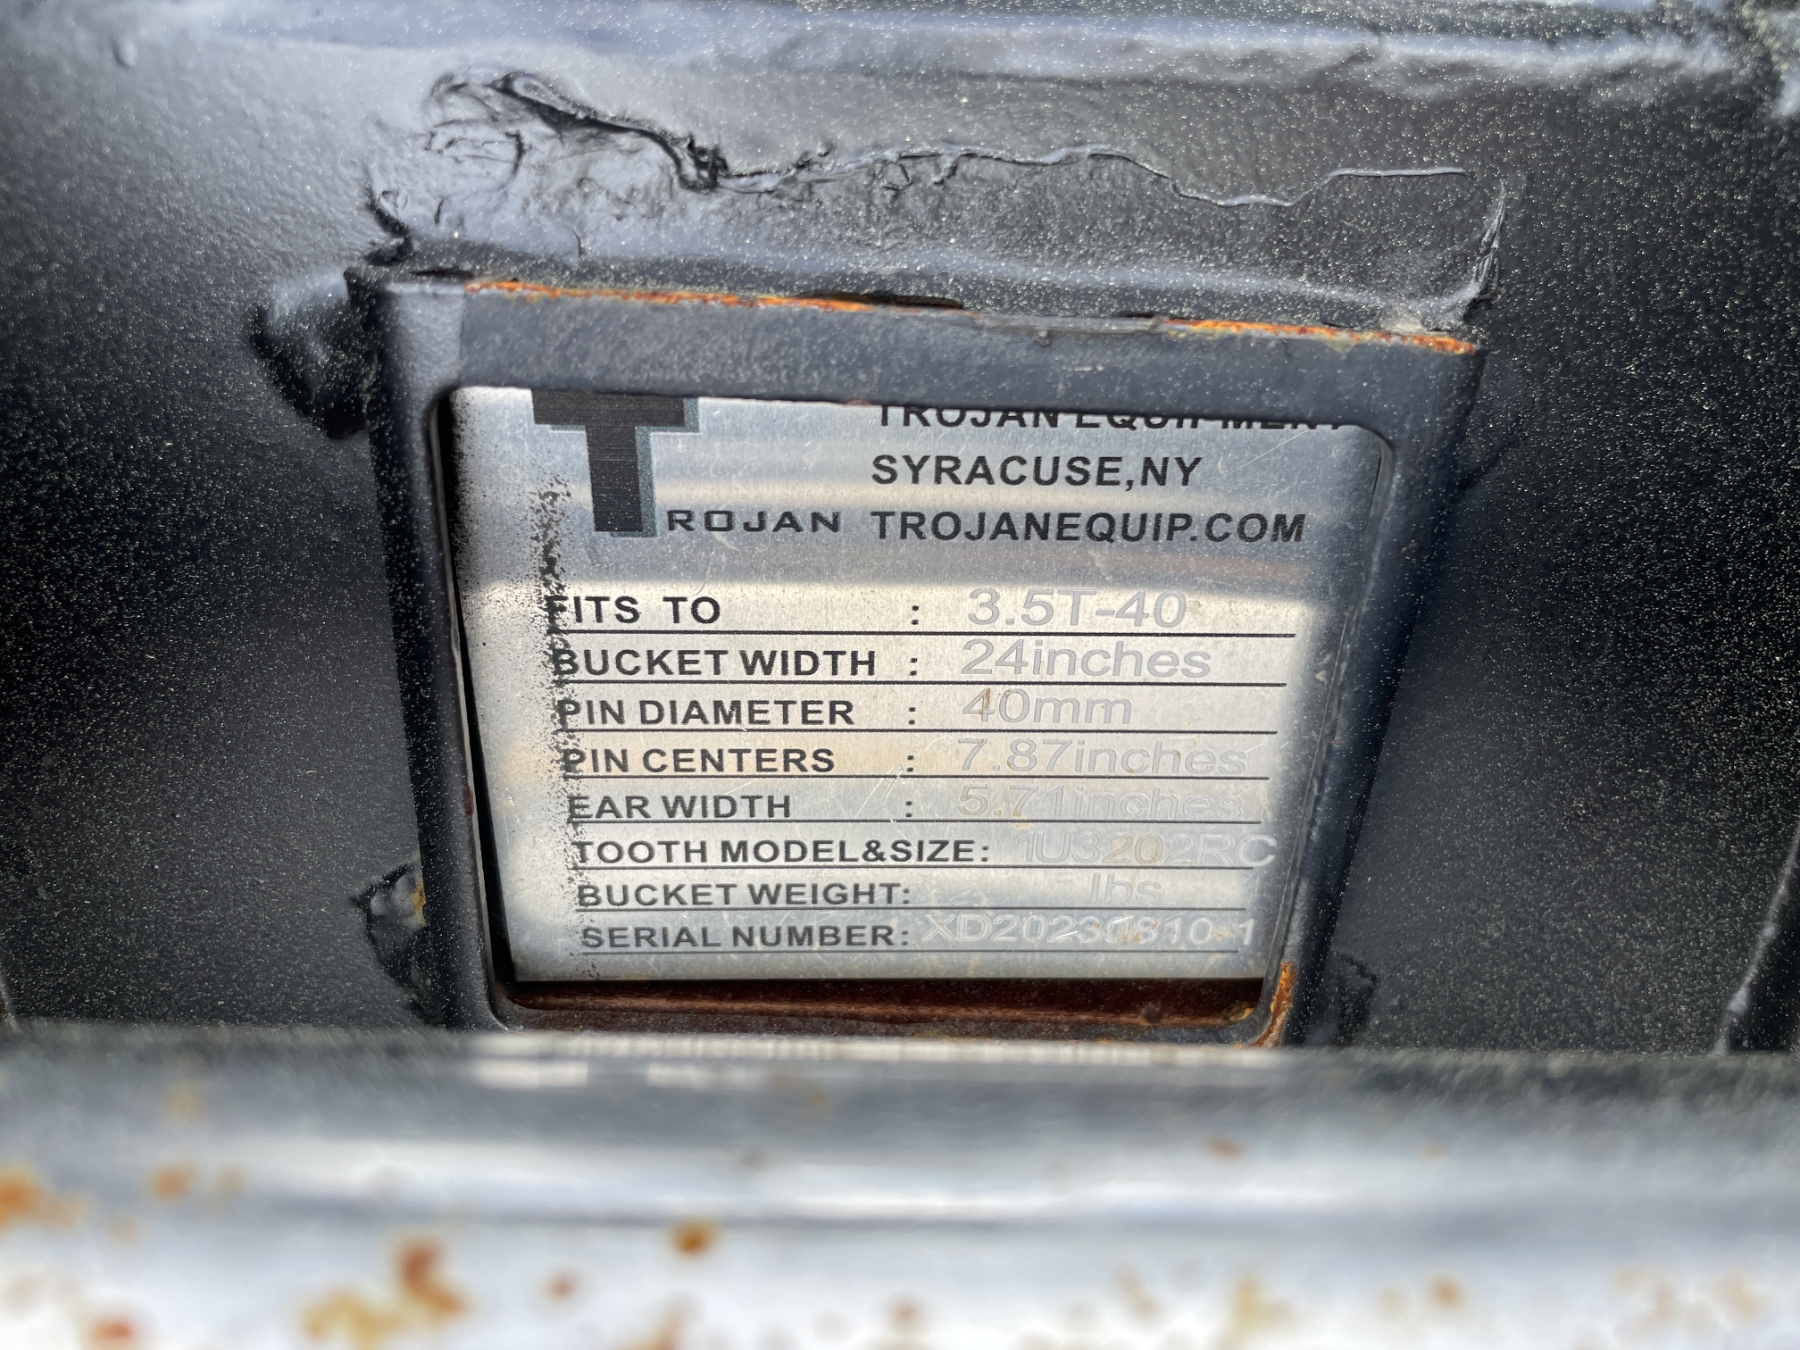 TROJAN EQUIPMENT
SYRACUSE,NY
TROJAN TROJANEQUIP.COM
FITS TO : 3.5T-40
BUCKET WIDTH : 24inches
PIN DIAMETER : 40mm
PIN CENTERS : 7.87inches
EAR WIDTH : 5.71inches
TOOTH MODEL&SIZE: 1U3202RC
BUCKET WEIGHT: lbs
SERIAL NUMBER: XD20230810-1